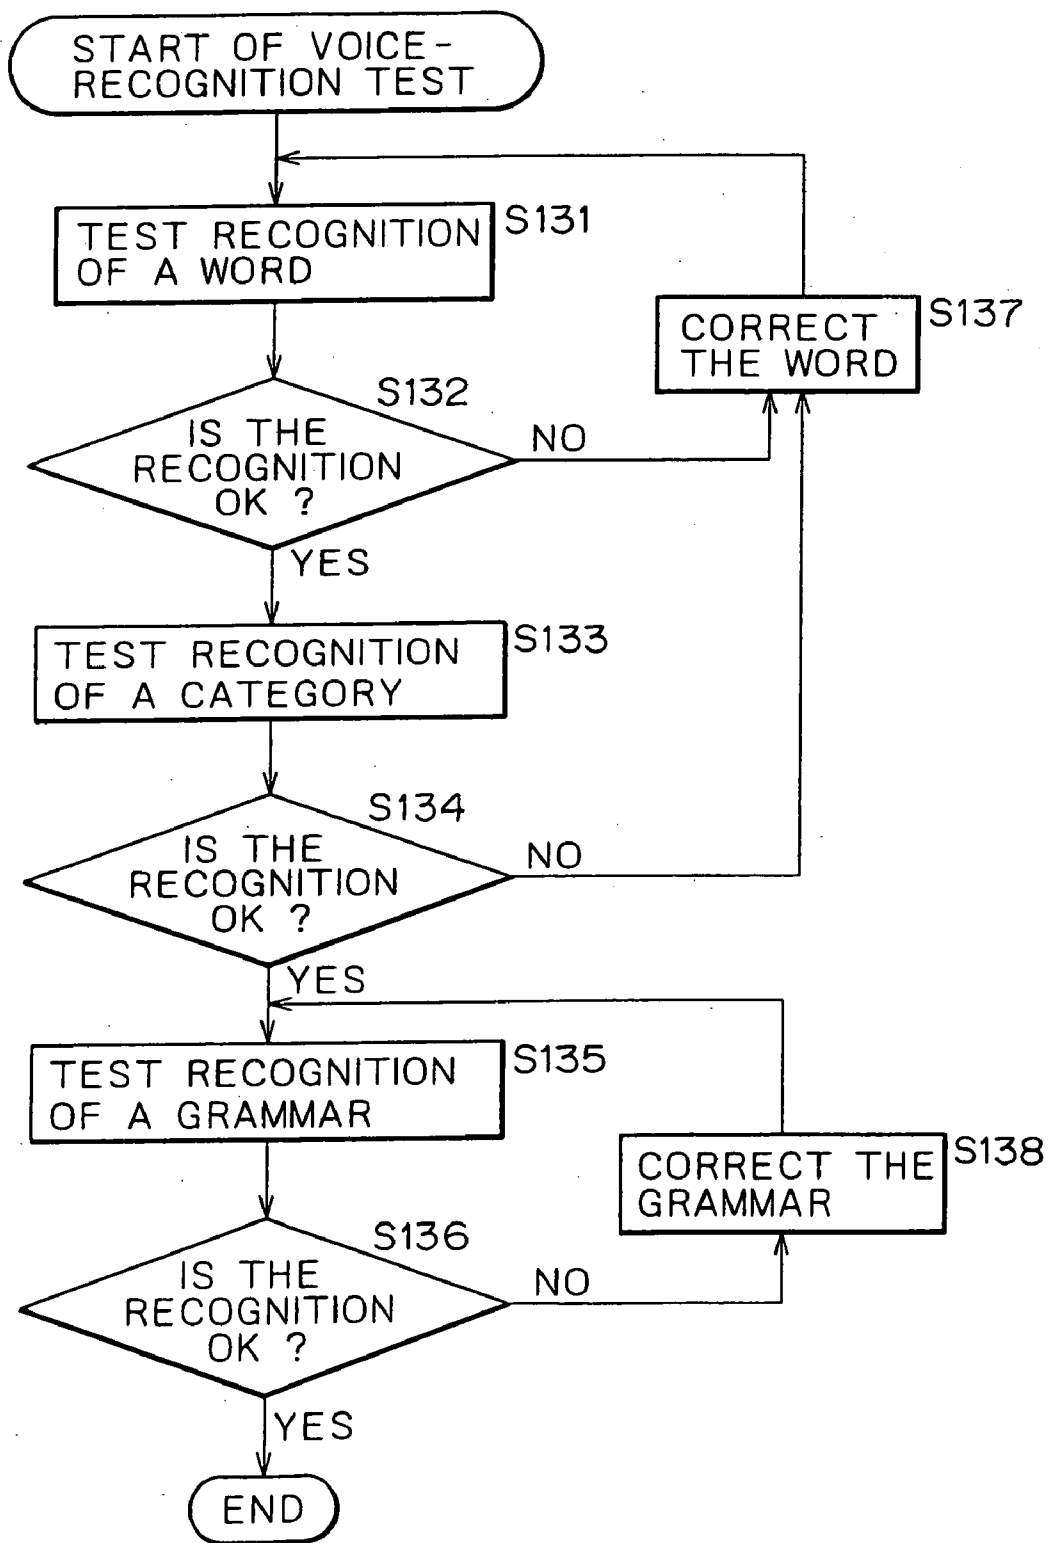 START OF VOICE-
RECOGNITION TEST
TEST RECOGNITION
OF A WORD
S131
CORRECT
THE WORD
S137
S132
IS THE
RECOGNITION
OK ?
NO
YES
TEST RECOGNITION
OF A CATEGORY
S133
S134
IS THE
RECOGNITION
OK ?
NO
YES
TEST RECOGNITION
OF A GRAMMAR
S135
CORRECT THE
GRAMMAR
S138
S136
IS THE
RECOGNITION
OK ?
NO
YES
END